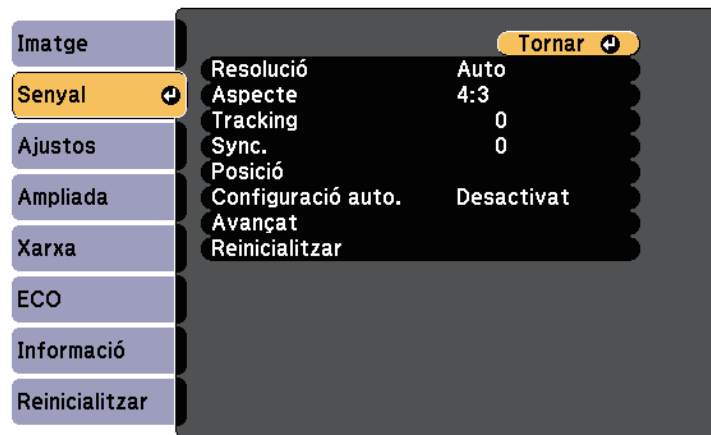 Imatge
Senyal
Ajustos
Ampliada
Xarxa
ECO
Informació
Reinicialitzar
Tornar
Resolució Auto
Aspecte 4:3
Tracking 0
Sync. 0
Posició
Configuració auto. Desactivat
Avançat
Reinicialitzar